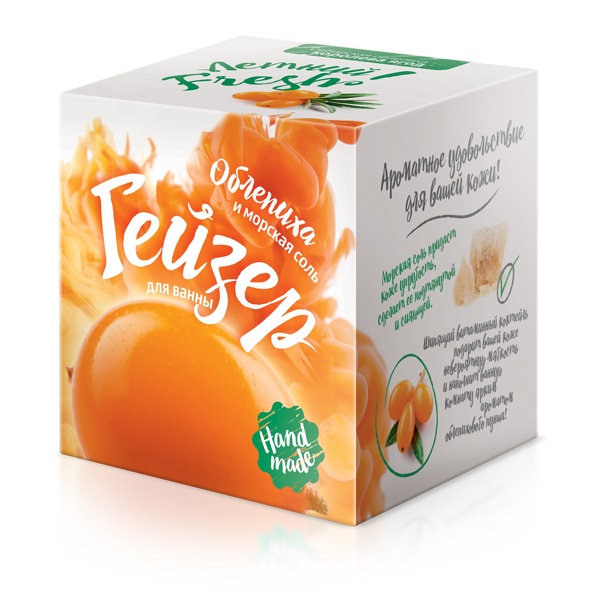 Летний
Fresh!
королева ягод
Облепиха
и морская соль
Гейзер
для ванны
Hand
made
Ароматное удовольствие
для вашей кожи!
Морская соль придаст
коже упругость,
сделает ее подтянутой
и сияющей.
Шипящий витаминный коктейль
подарит вашей коже
невероятную мягкость
и наполнит ванную
комнату ярким
ароматом
облепихового пунша!